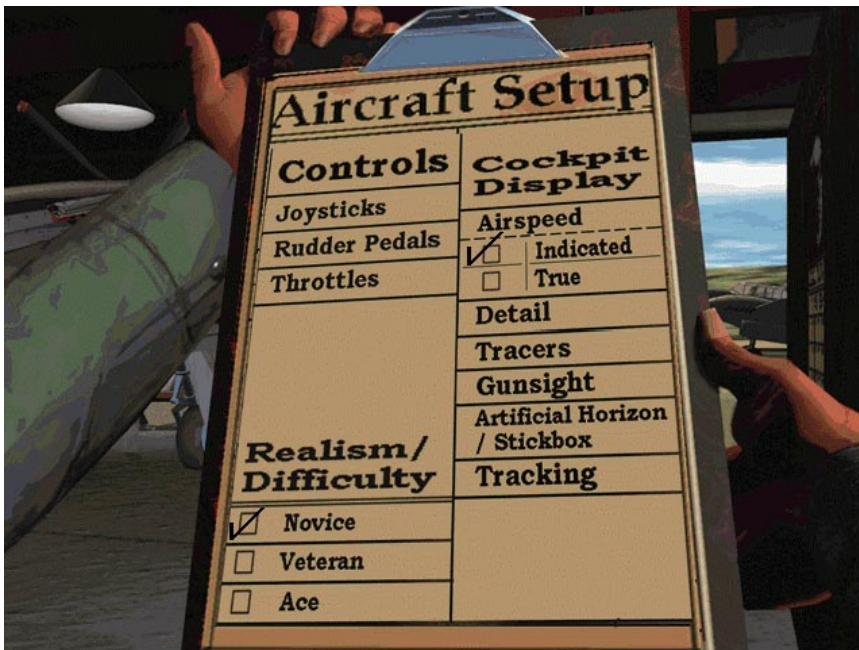 Aircraft Setup
Controls
Joysticks
Rudder Pedals
Throttles
Realism/
Difficulty
Novice
Veteran
Ace
Cockpit
Display
Airspeed
Indicated
True
Detail
Tracers
Gunsight
Artificial Horizon
/ Stickbox
Tracking